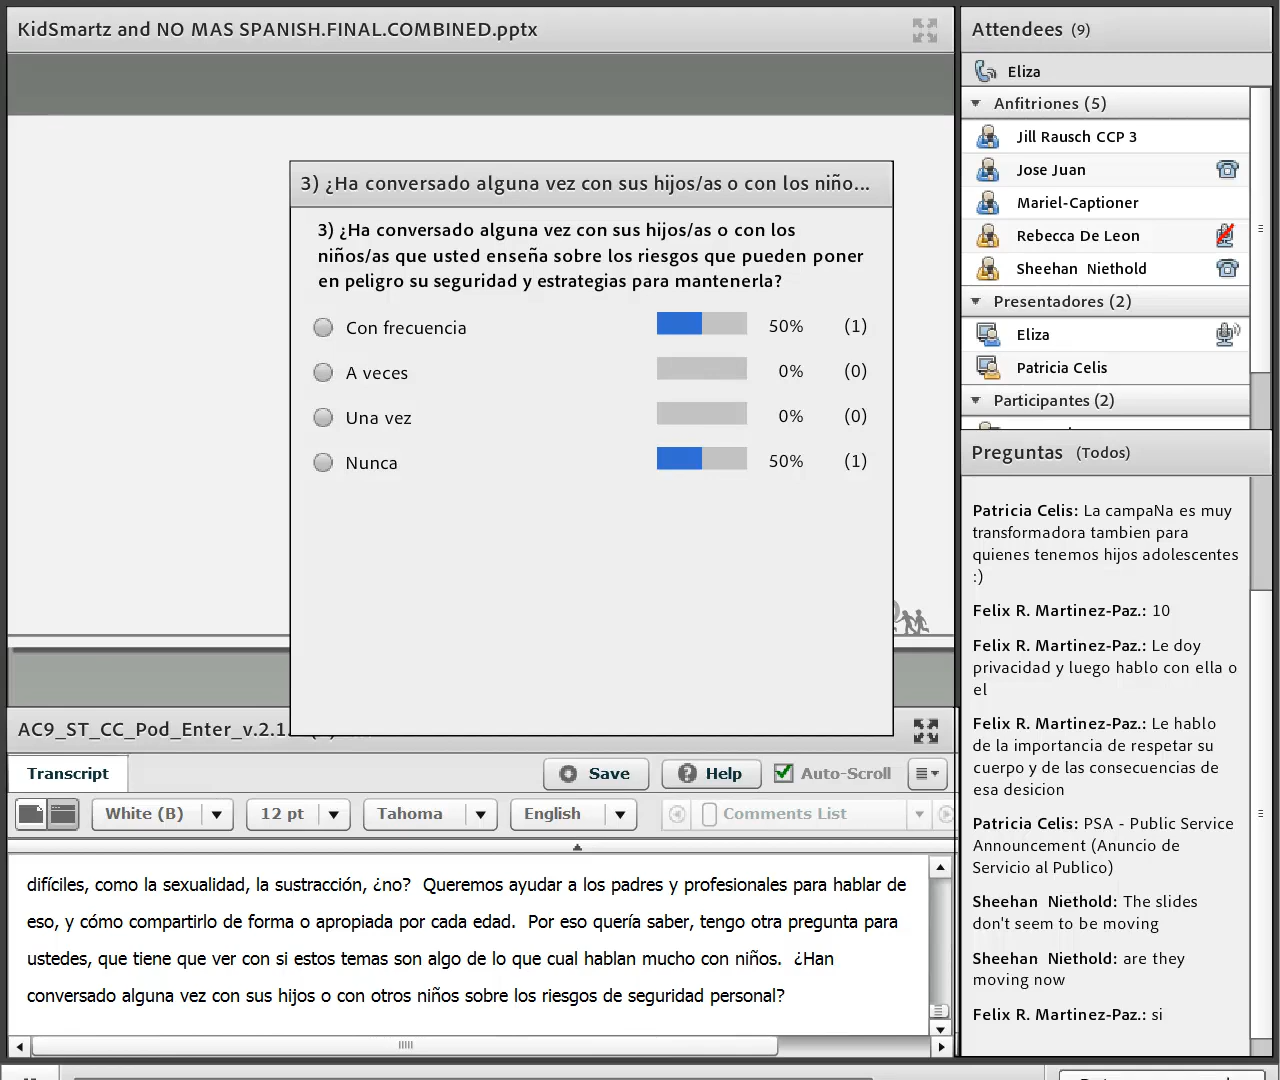 KidSmartz and NO MAS SPANISH.FINAL.COMBINED.pptx
3) ¿Ha conversado alguna vez con sus hijos/as o con los niño...
3) ¿Ha conversado alguna vez con sus hijos/as o con los
niños/as que usted enseña sobre los riesgos que pueden poner
en peligro su seguridad y estrategias para mantenerla?
Con frecuencia 50% (1)
A veces 0% (0)
Una vez 0% (0)
Nunca 50% (1)
AC9_ST_CC_Pod_Enter_v.2.1.
Transcript
Save
Help
Auto-Scroll
White (B)
12 pt
Tahoma
English
Comments List
difíciles, como la sexualidad, la sustracción, ¿no? Queremos ayudar a los padres y profesionales para hablar de
eso, y cómo compartirlo de forma o apropiada por cada edad. Por eso quería saber, tengo otra pregunta para
ustedes, que tiene que ver con si estos temas son algo de lo que cual hablan mucho con niños. ¿Han
conversado alguna vez con sus hijos o con otros niños sobre los riesgos de seguridad personal?
Attendees (9)
Eliza
Anfitriones (5)
Jill Rausch CCP 3
Jose Juan
Mariel-Captioner
Rebecca De Leon
Sheehan Niethold
Presentadores (2)
Eliza
Patricia Celis
Participantes (2)
Preguntas (Todos)
Patricia Celis: La campaNa es muy
transformadora tambien para
quienes tenemos hijos adolescentes
:)
Felix R. Martinez-Paz.: 10
Felix R. Martinez-Paz.: Le doy
privacidad y luego hablo con ella o
el
Felix R. Martinez-Paz.: Le hablo
de la importancia de respetar su
cuerpo y de las consecuencias de
esa desicion
Patricia Celis: PSA - Public Service
Announcement (Anuncio de
Servicio al Publico)
Sheehan Niethold: The slides
don't seem to be moving
Sheehan Niethold: are they
moving now
Felix R. Martinez-Paz.: si